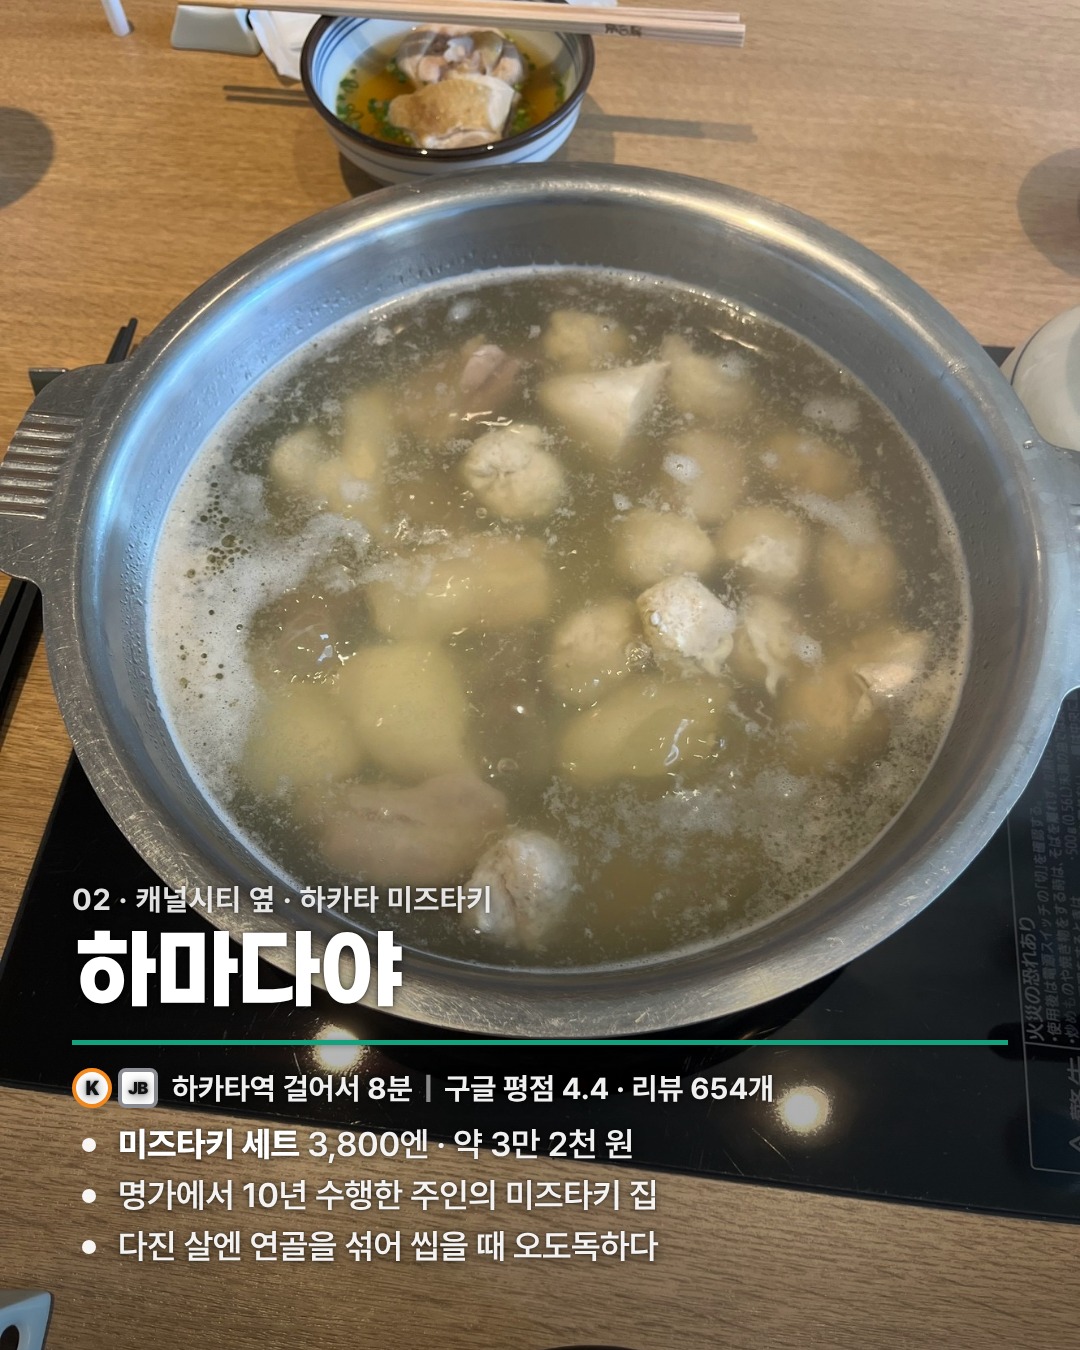 02 · 캐널시티 옆 · 하카타 미즈타키
하마다야
K JB 하카타역 걸어서 8분 | 구글 평점 4.4 · 리뷰 654개
• 미즈타키 세트 3,800엔 · 약 3만 2천 원
• 명가에서 10년 수행한 주인의 미즈타키 집
• 다진 살엔 연골을 섞어 씹을 때 오도독하다
火災の恐れあり